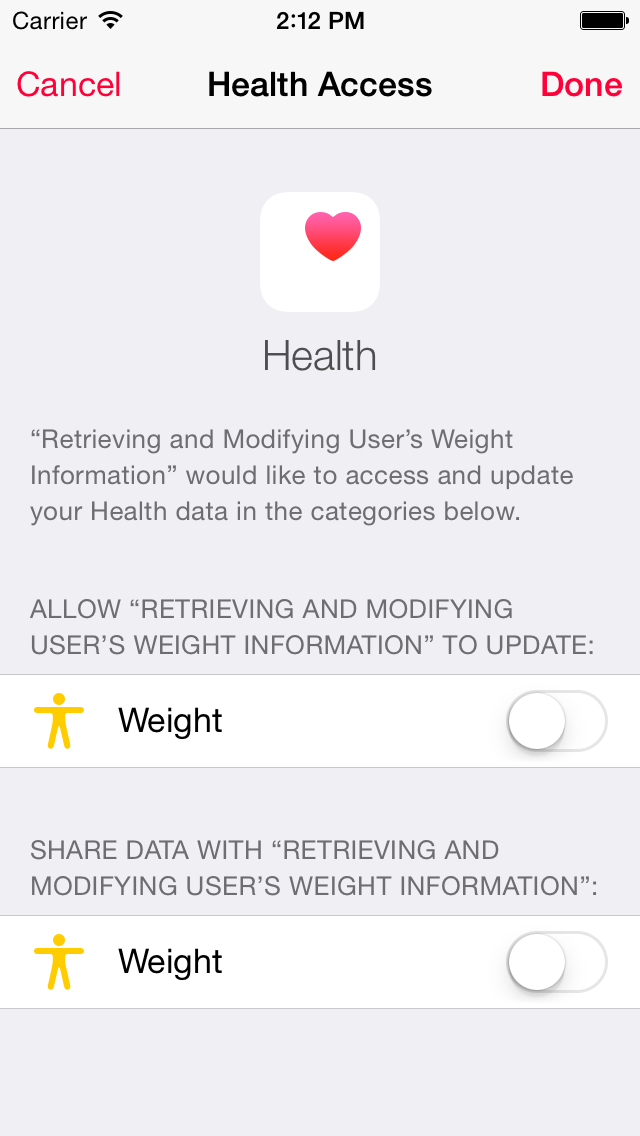 Carrier 2:12 PM
Cancel Health Access Done
Health
“Retrieving and Modifying User’s Weight
Information” would like to access and update
your Health data in the categories below.
ALLOW “RETRIEVING AND MODIFYING
USER’S WEIGHT INFORMATION” TO UPDATE:
Weight
SHARE DATA WITH “RETRIEVING AND
MODIFYING USER’S WEIGHT INFORMATION”:
Weight